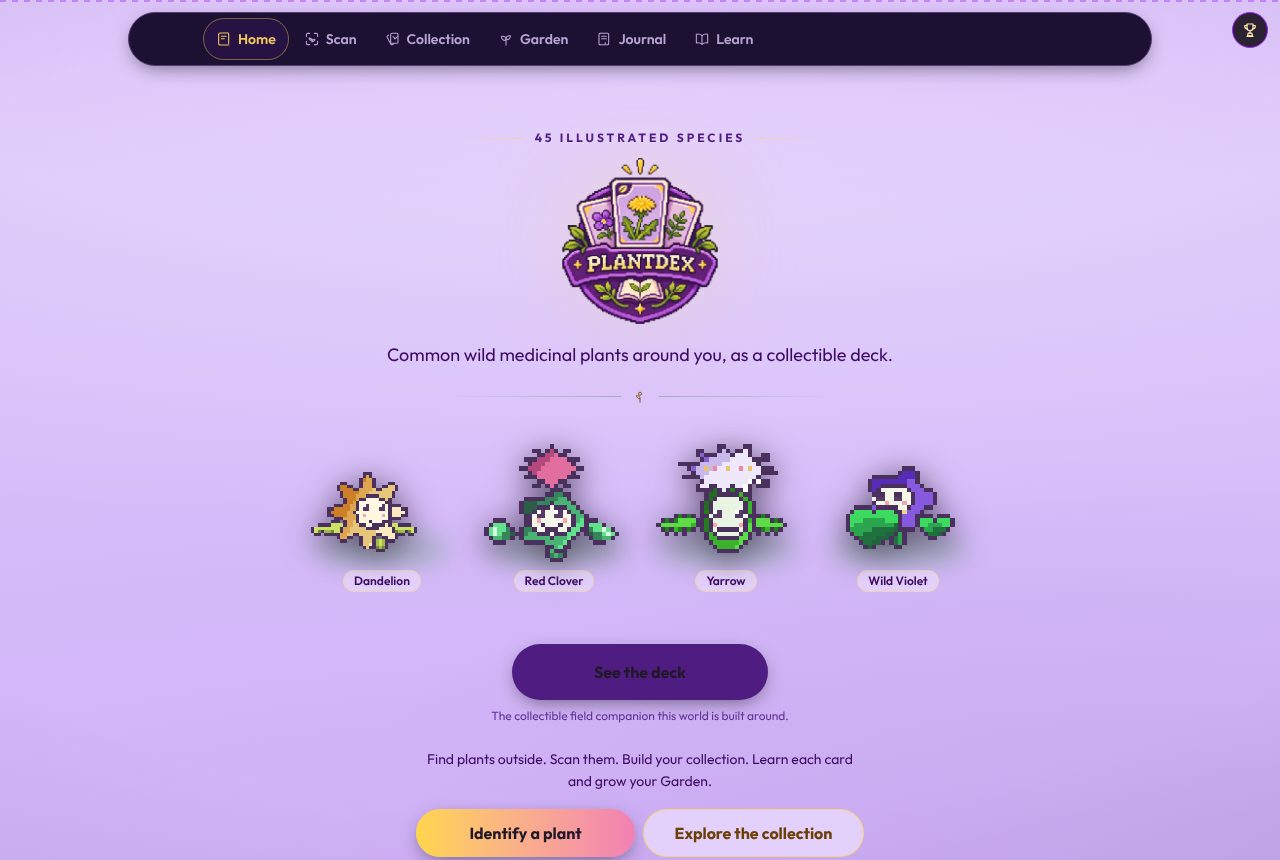 Home
Scan
Collection
Garden
Journal
Learn
45 ILLUSTRATED SPECIES
PLANTDEX
Common wild medicinal plants around you, as a collectible deck.
Dandelion
Red Clover
Yarrow
Wild Violet
See the deck
The collectible field companion this world is built around.
Find plants outside. Scan them. Build your collection. Learn each card
and grow your Garden.
Identify a plant
Explore the collection